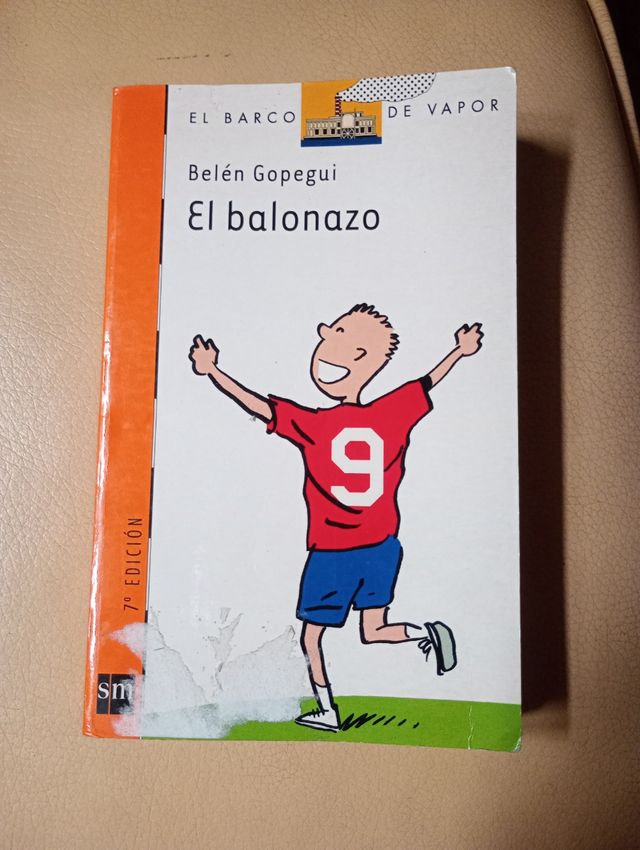 EL BARCO DE VAPOR
Belén Gopegui
El balonazo
9
7ª EDICIÓN
sm